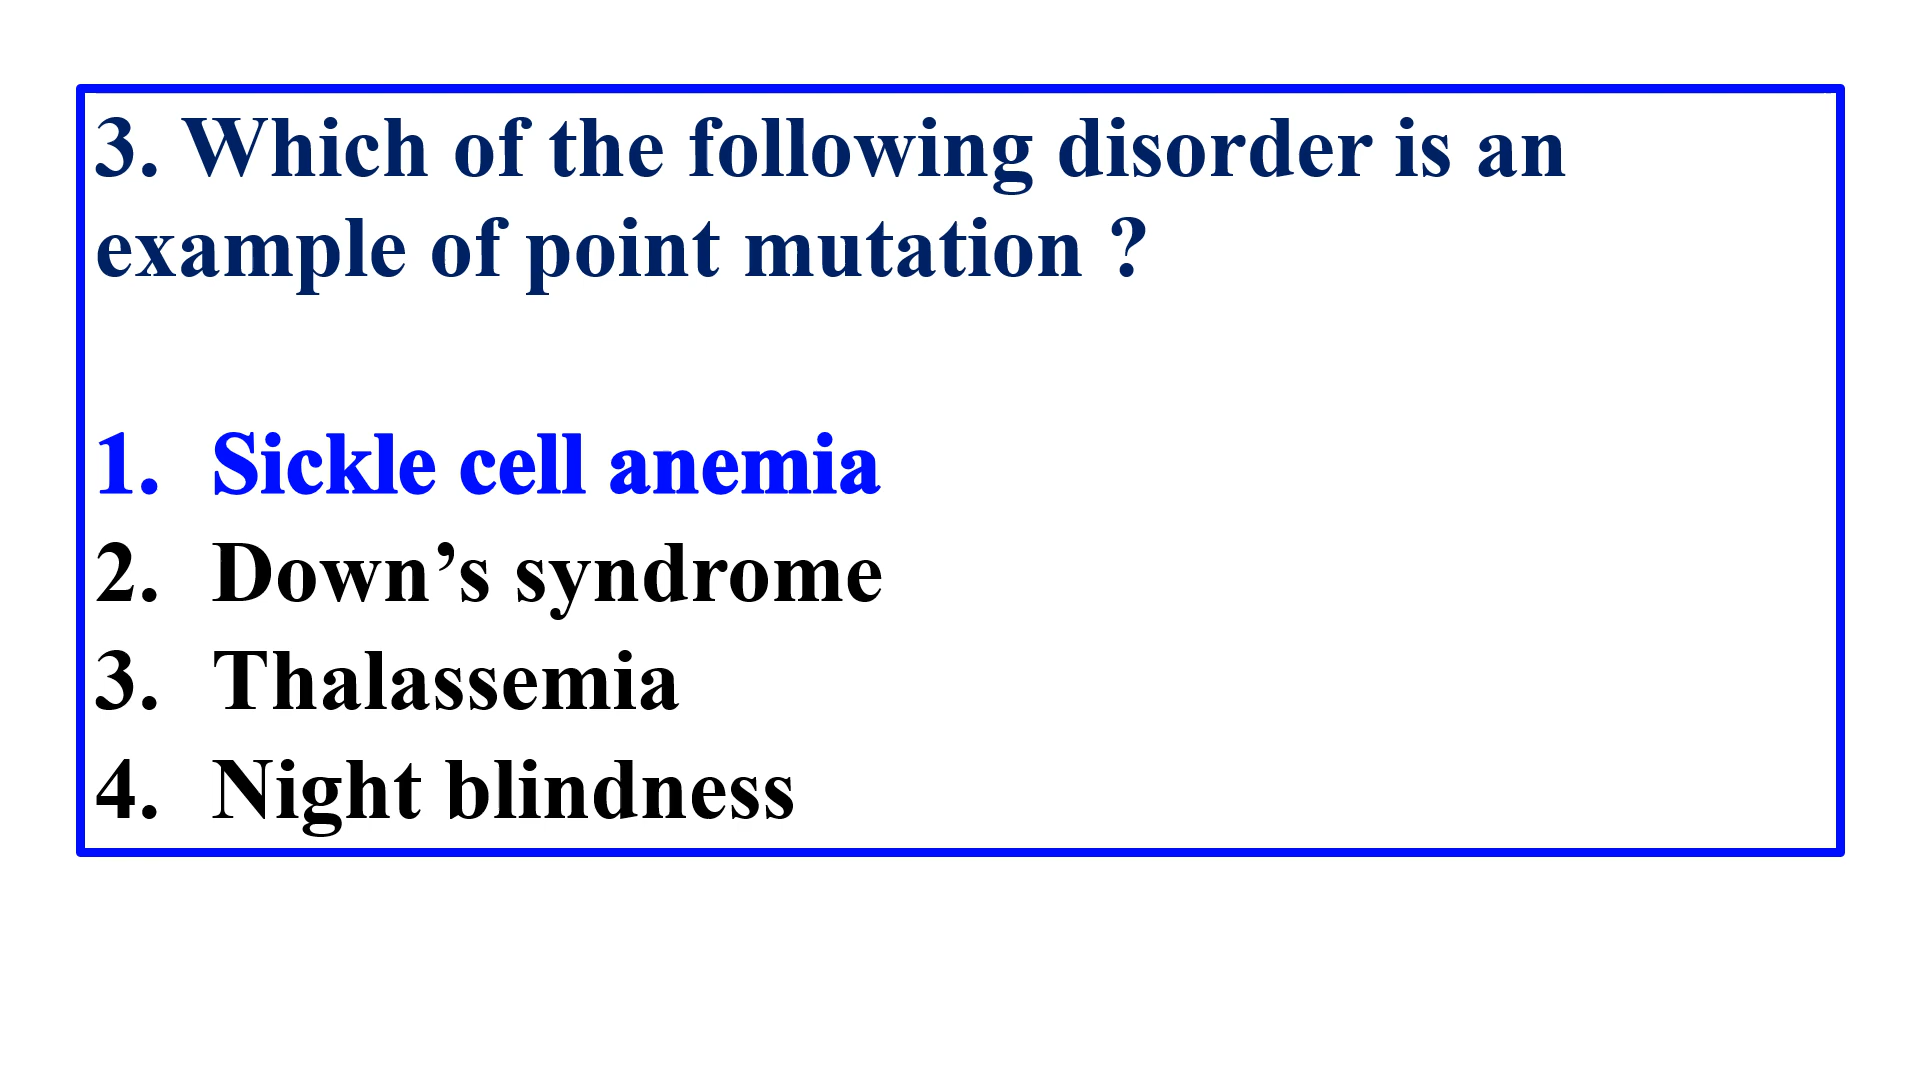 3. Which of the following disorder is an
example of point mutation ?
1. Sickle cell anemia
2. Down’s syndrome
3. Thalassemia
4. Night blindness